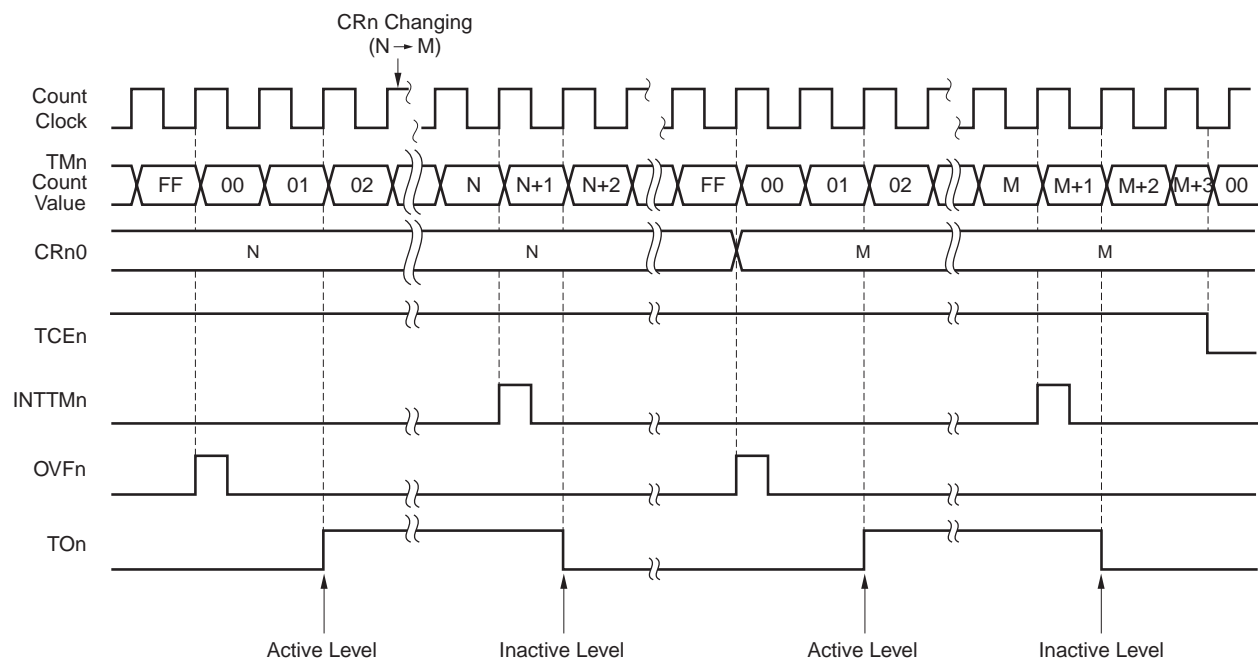 CRn Changing
(N → M)
Count
Clock
TMn
Count
Value
FF 00 01 02 N N+1 N+2 FF 00 01 02 M M+1 M+2 M+3 00
CRn0 N N M M
TCEn
INTTMn
OVFn
TOn
Active Level Inactive Level Active Level Inactive Level